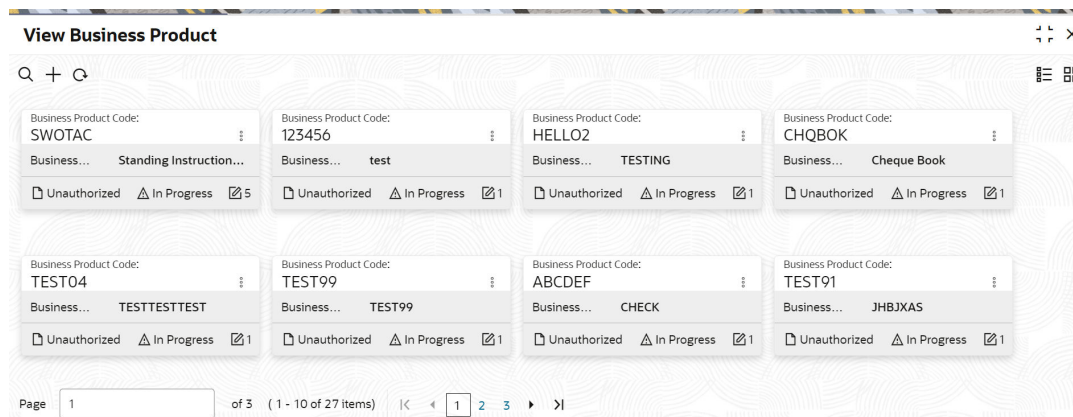 View Business Product
Business Product Code: Business Product Code: Business Product Code: Business Product Code:
SWOTAC 123456 HELLO2 CHQBOK
Business... Standing Instruction... Business... test Business... TESTING Business... Cheque Book
Unauthorized In Progress 5 Unauthorized In Progress 1 Unauthorized In Progress 1 Unauthorized In Progress 1
Business Product Code: Business Product Code: Business Product Code: Business Product Code:
TEST04 TEST99 ABCDEF TEST91
Business... TESTTESTTEST Business... TEST99 Business... CHECK Business... JHBJXAS
Unauthorized In Progress 1 Unauthorized In Progress 1 Unauthorized In Progress 1 Unauthorized In Progress 1
Page 1 of 3 ( 1 - 10 of 27 items) 1 2 3